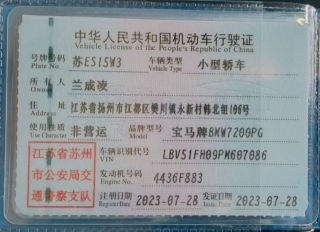 中华人民共和国机动车行驶证
Vehicle License of the People's Republic of China
号牌号码 苏ES15W3 车辆类型 小型轿车
Plate No. Vehicle Type
所有人 兰成凌
Owner
住址 江苏省扬州市江都区樊川镇永新村韩北组106号
Address
使用性质 非营运 品牌型号 宝马牌BMW7200PG
Use Character Model
江苏省苏州市公安局交通警察支队
车辆识别代号 LBV51FH09PM607086
VIN
发动机号码 4436F883
Engine No.
注册日期 2023-07-28 发证日期 2023-07-28
Register Date Issue Date